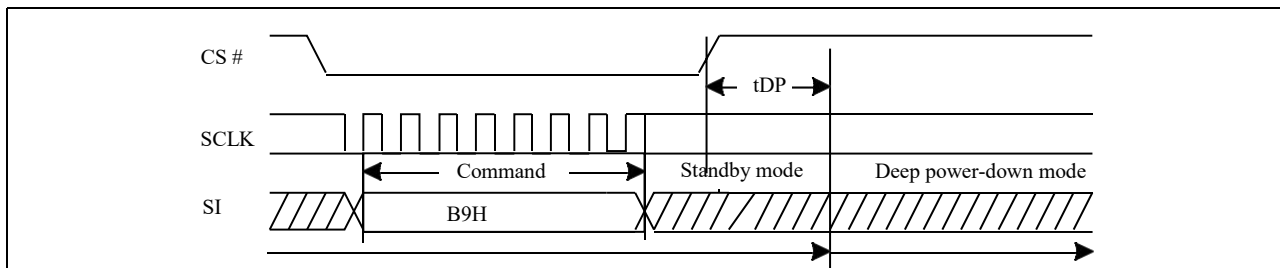 CS #
tDP
SCLK
Command
Standby mode
Deep power-down mode
SI
B9H